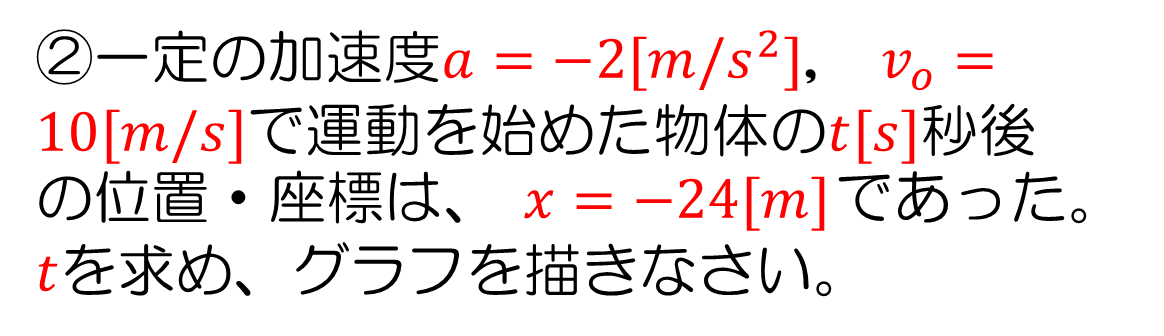 ②一定の加速度a = −2[m/s²], v₀ =
10[m/s]で運動を始めた物体のt[s]秒後
の位置・座標は、 x = −24[m]であった。
tを求め、グラフを描きなさい。